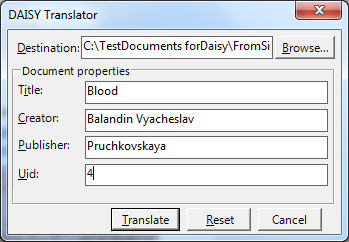 DAISY Translator
Destination: C:\TestDocuments forDaisy\FromSi Browse...
Document properties
Title: Blood
Creator: Balandin Vyacheslav
Publisher: Pruchkovskaya
Uid: 4
Translate Reset Cancel